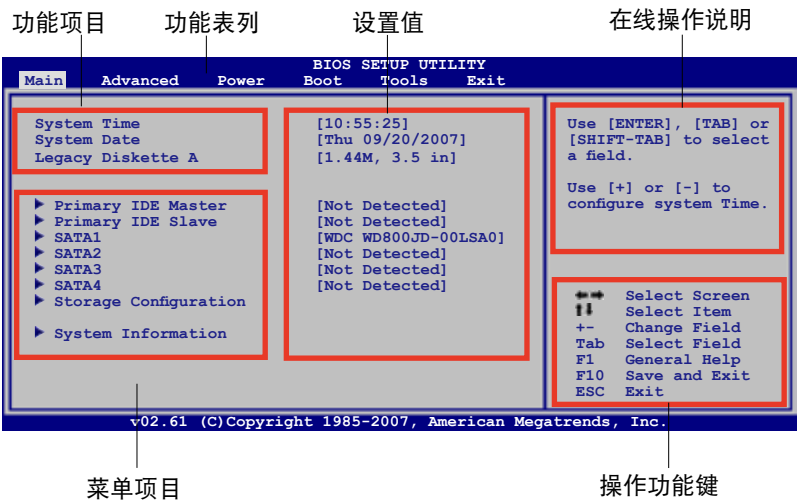 功能项目 功能表列 设置值 在线操作说明
BIOS SETUP UTILITY
Main Advanced Power Boot Tools Exit
System Time [10:55:25]
System Date [Thu 09/20/2007]
Legacy Diskette A [1.44M, 3.5 in]
Primary IDE Master [Not Detected]
Primary IDE Slave [Not Detected]
SATA1 [WDC WD800JD-00LSA0]
SATA2 [Not Detected]
SATA3 [Not Detected]
SATA4 [Not Detected]
Storage Configuration
System Information
Use [ENTER], [TAB] or
[SHIFT-TAB] to select
a field.
Use [+] or [-] to
configure system Time.
←→ Select Screen
↑↓ Select Item
+- Change Field
Tab Select Field
F1 General Help
F10 Save and Exit
ESC Exit
v02.61 (C)Copyright 1985-2007, American Megatrends, Inc.
菜单项目 操作功能键